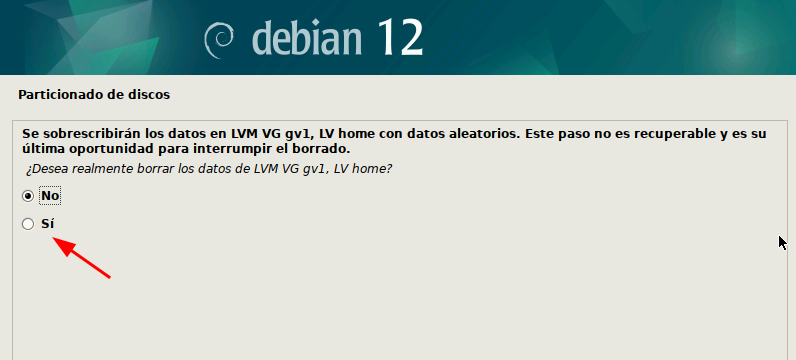 debian 12
Particionado de discos
Se sobrescribirán los datos en LVM VG gv1, LV home con datos aleatorios. Este paso no es recuperable y es su
última oportunidad para interrumpir el borrado.
¿Desea realmente borrar los datos de LVM VG gv1, LV home?
No
Sí